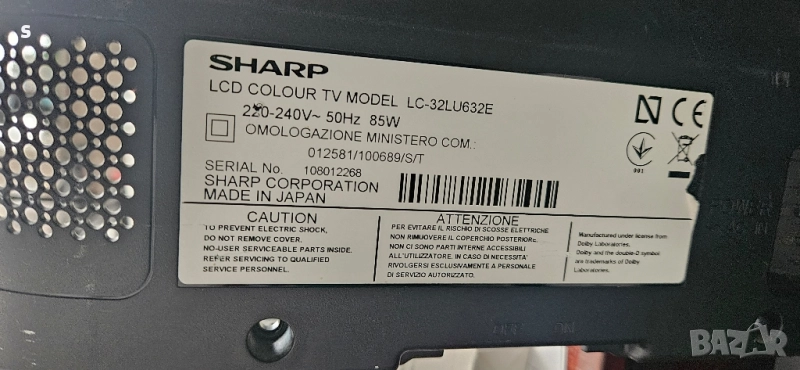 SHARP
LCD COLOUR TV MODEL LC-32LU632E
220-240V~ 50Hz 85W
OMOLOGAZIONE MINISTERO COM.:
012581/100689/S/T
SERIAL No. 108012268
SHARP CORPORATION
MADE IN JAPAN
N CE
901
CAUTION
TO PREVENT ELECTRIC SHOCK,
DO NOT REMOVE COVER.
NO-USER SERVICEABLE PARTS INSIDE.
REFER SERVICING TO QUALIFIED
SERVICE PERSONNEL.
ATTENZIONE
PER EVITARE IL RISCHIO DI SCOSSE ELETTRICHE
NON RIMUOVERE IL COPERCHIO POSTERIORE.
NON CI SONO PARTI INTERNE ACCESSIBILI
ALL'UTILIZZATORE. IN CASO DI NECESSITA'
RIVOLGERSI ESCLUSIVAMENTE A PERSONALE
DI SERVIZIO AUTORIZZATO.
Manufactured under license from
Dolby Laboratories.
Dolby and the double-D symbol
are trademarks of Dolby
Laboratories.
OFF ON
BAZAR
s